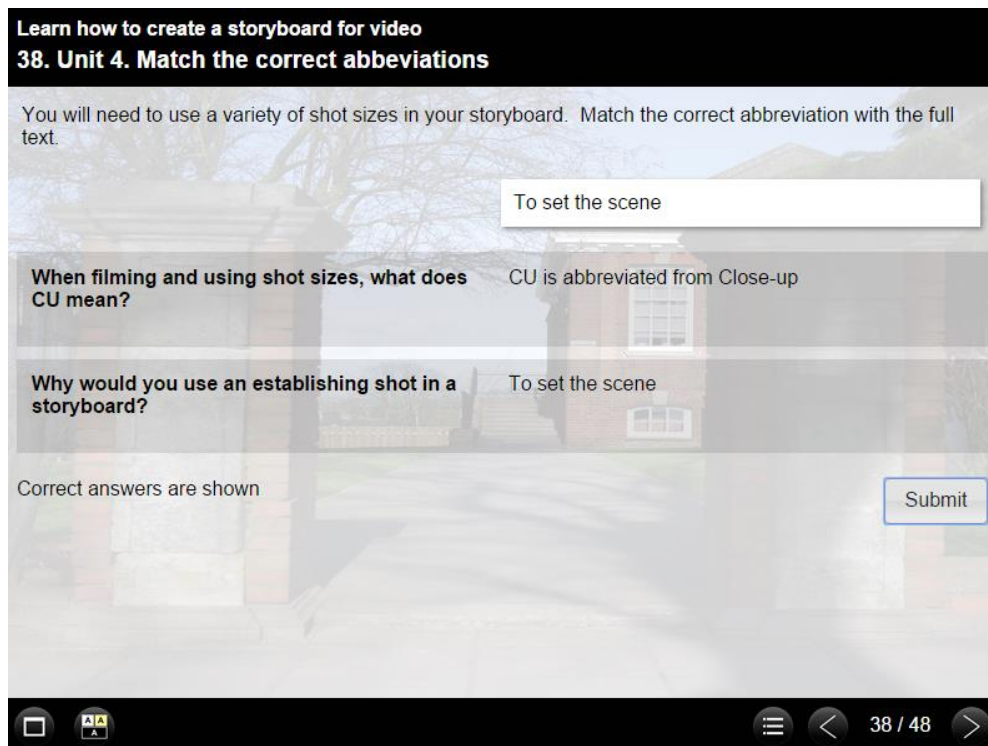 Learn how to create a storyboard for video
38. Unit 4. Match the correct abbeviations
You will need to use a variety of shot sizes in your storyboard.  Match the correct abbreviation with the full
text.
To set the scene
When filming and using shot sizes, what does
CU mean?
CU is abbreviated from Close-up
Why would you use an establishing shot in a
storyboard?
To set the scene
Correct answers are shown
Submit
A A
A
38 / 48